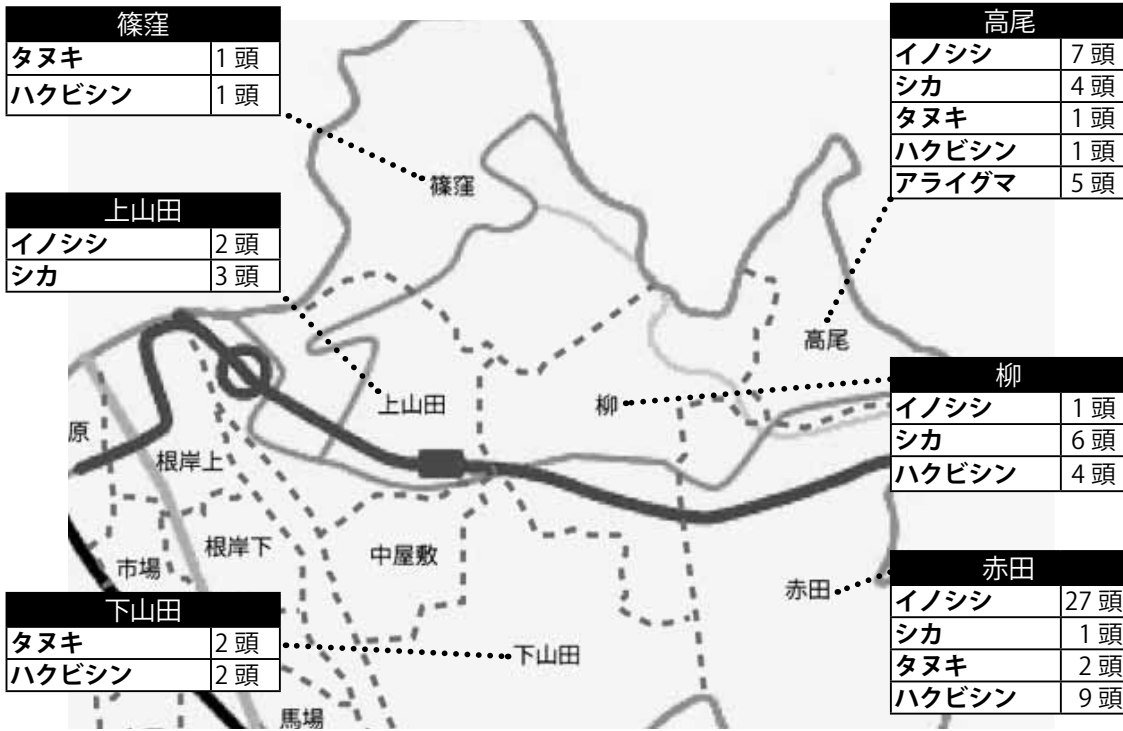 篠窪
タヌキ 1頭
ハクビシン 1頭
高尾
イノシシ 7頭
シカ 4頭
タヌキ 1頭
ハクビシン 1頭
アライグマ 5頭
篠窪
上山田
イノシシ 2頭
シカ 3頭
高尾
柳
イノシシ 1頭
シカ 6頭
ハクビシン 4頭
上山田
柳
原
根岸上
市場
根岸下
中屋敷
赤田
赤田
イノシシ 27頭
シカ 1頭
タヌキ 2頭
ハクビシン 9頭
下山田
タヌキ 2頭
ハクビシン 2頭
下山田
馬場